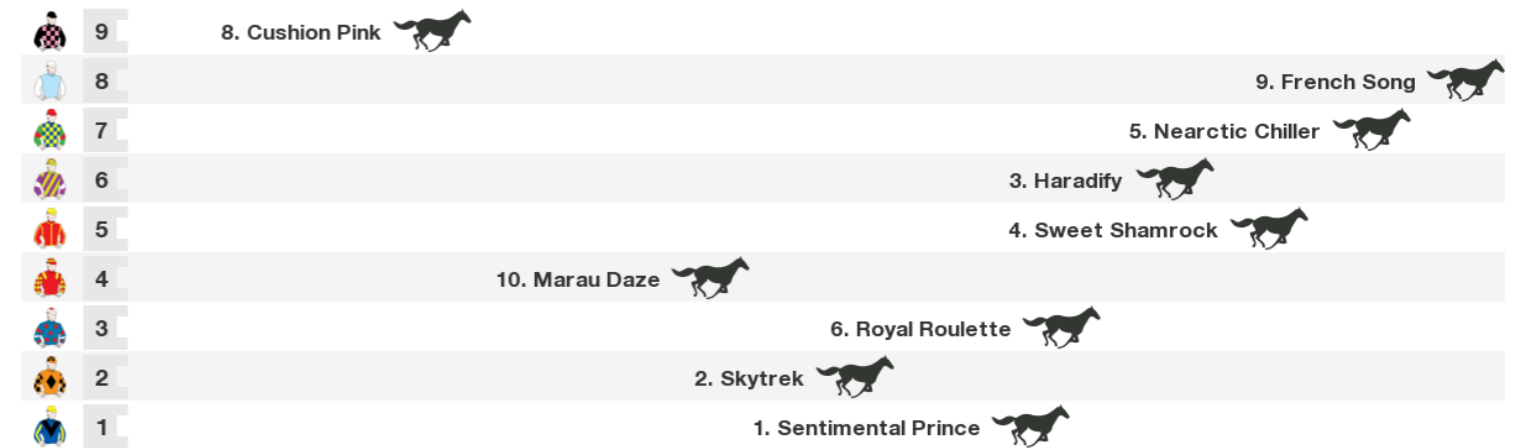 9 8. Cushion Pink
8 9. French Song
7 5. Nearctic Chiller
6 3. Haradify
5 4. Sweet Shamrock
4 10. Marau Daze
3 6. Royal Roulette
2 2. Skytrek
1 1. Sentimental Prince